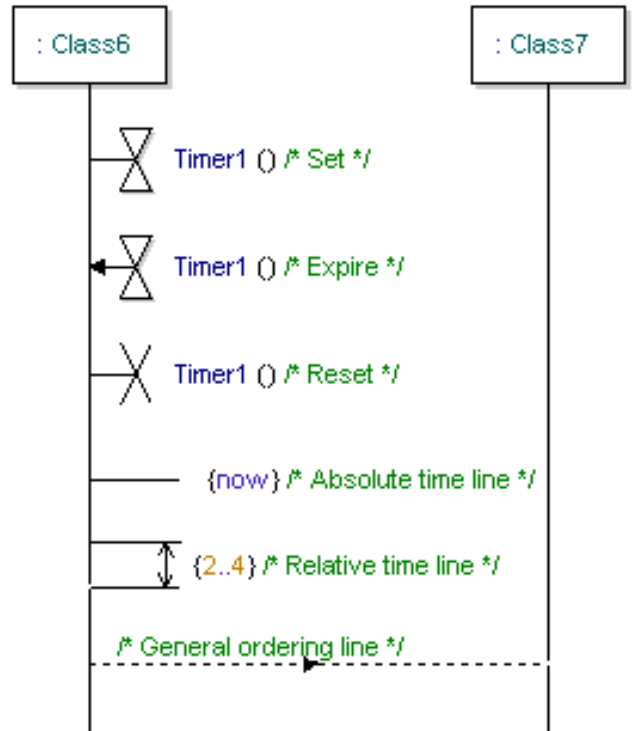 : Class6
: Class7
Timer1 () /* Set */
Timer1 () /* Expire */
Timer1 () /* Reset */
{now} /* Absolute time line */
{2..4} /* Relative time line */
/* General ordering line */